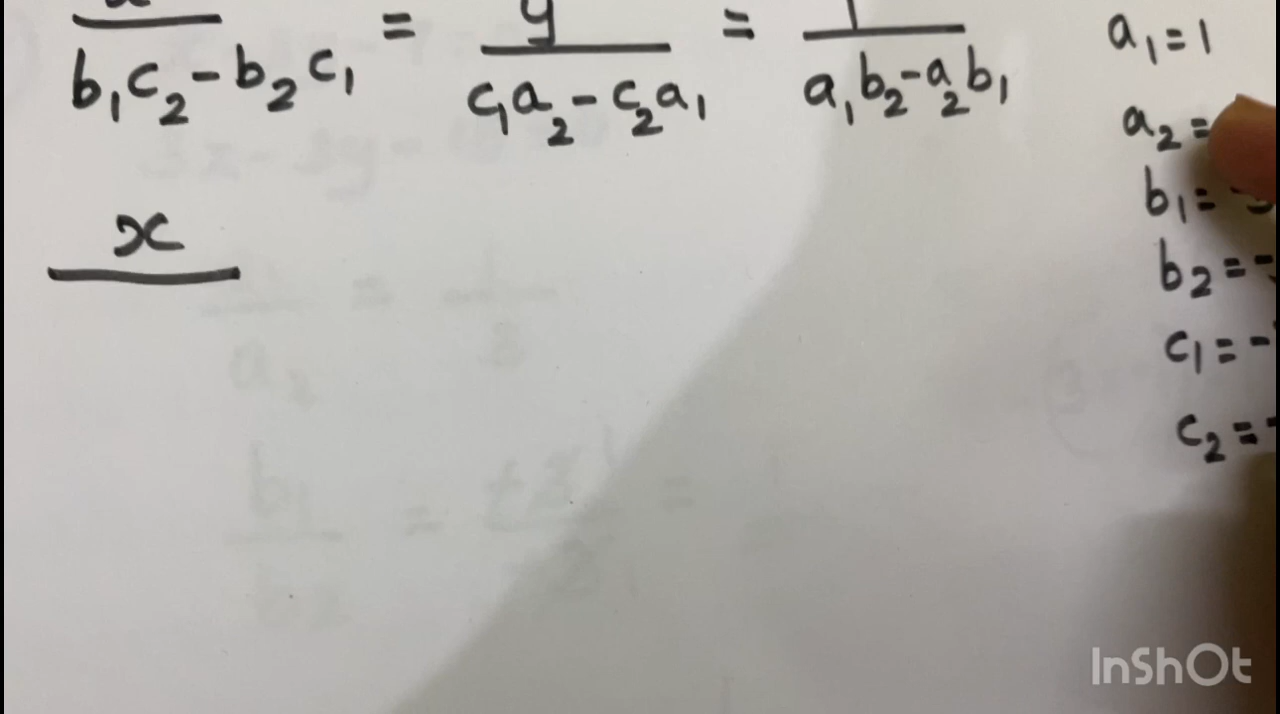 x/(b₁c₂-b₂c₁) = y/(c₁a₂-c₂a₁) = 1/(a₁b₂-a₂b₁)
x
a₁=1
a₂=
b₁=
b₂=-
c₁=-
c₂=-
InShOt